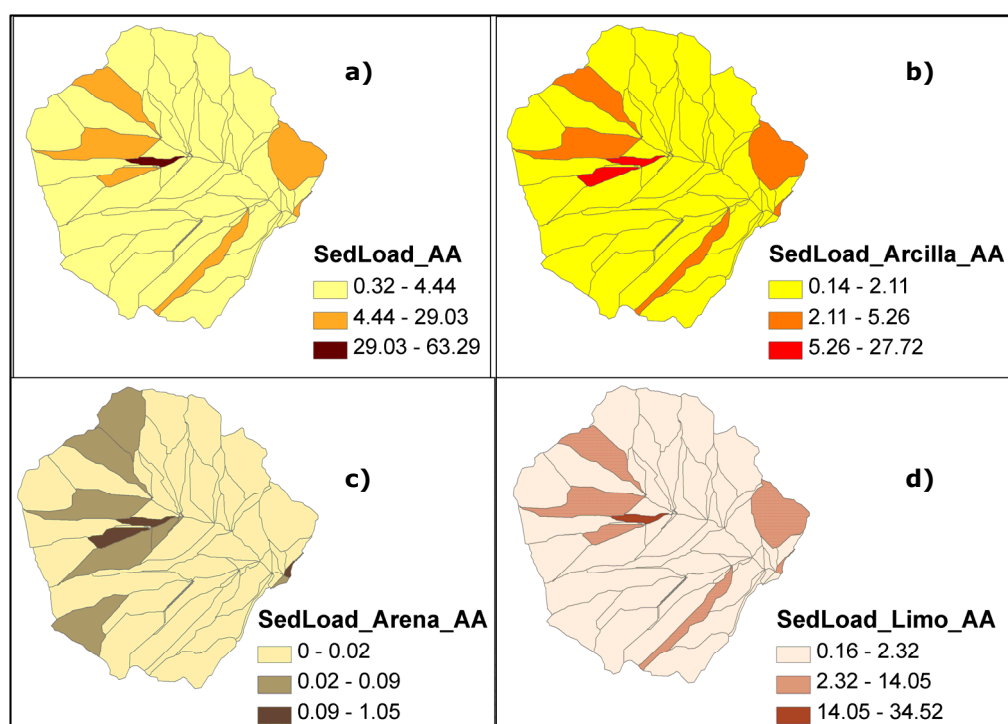 a)
SedLoad_AA
0.32 - 4.44
4.44 - 29.03
29.03 - 63.29
b)
SedLoad_Arcilla_AA
0.14 - 2.11
2.11 - 5.26
5.26 - 27.72
c)
SedLoad_Arena_AA
0 - 0.02
0.02 - 0.09
0.09 - 1.05
d)
SedLoad_Limo_AA
0.16 - 2.32
2.32 - 14.05
14.05 - 34.52